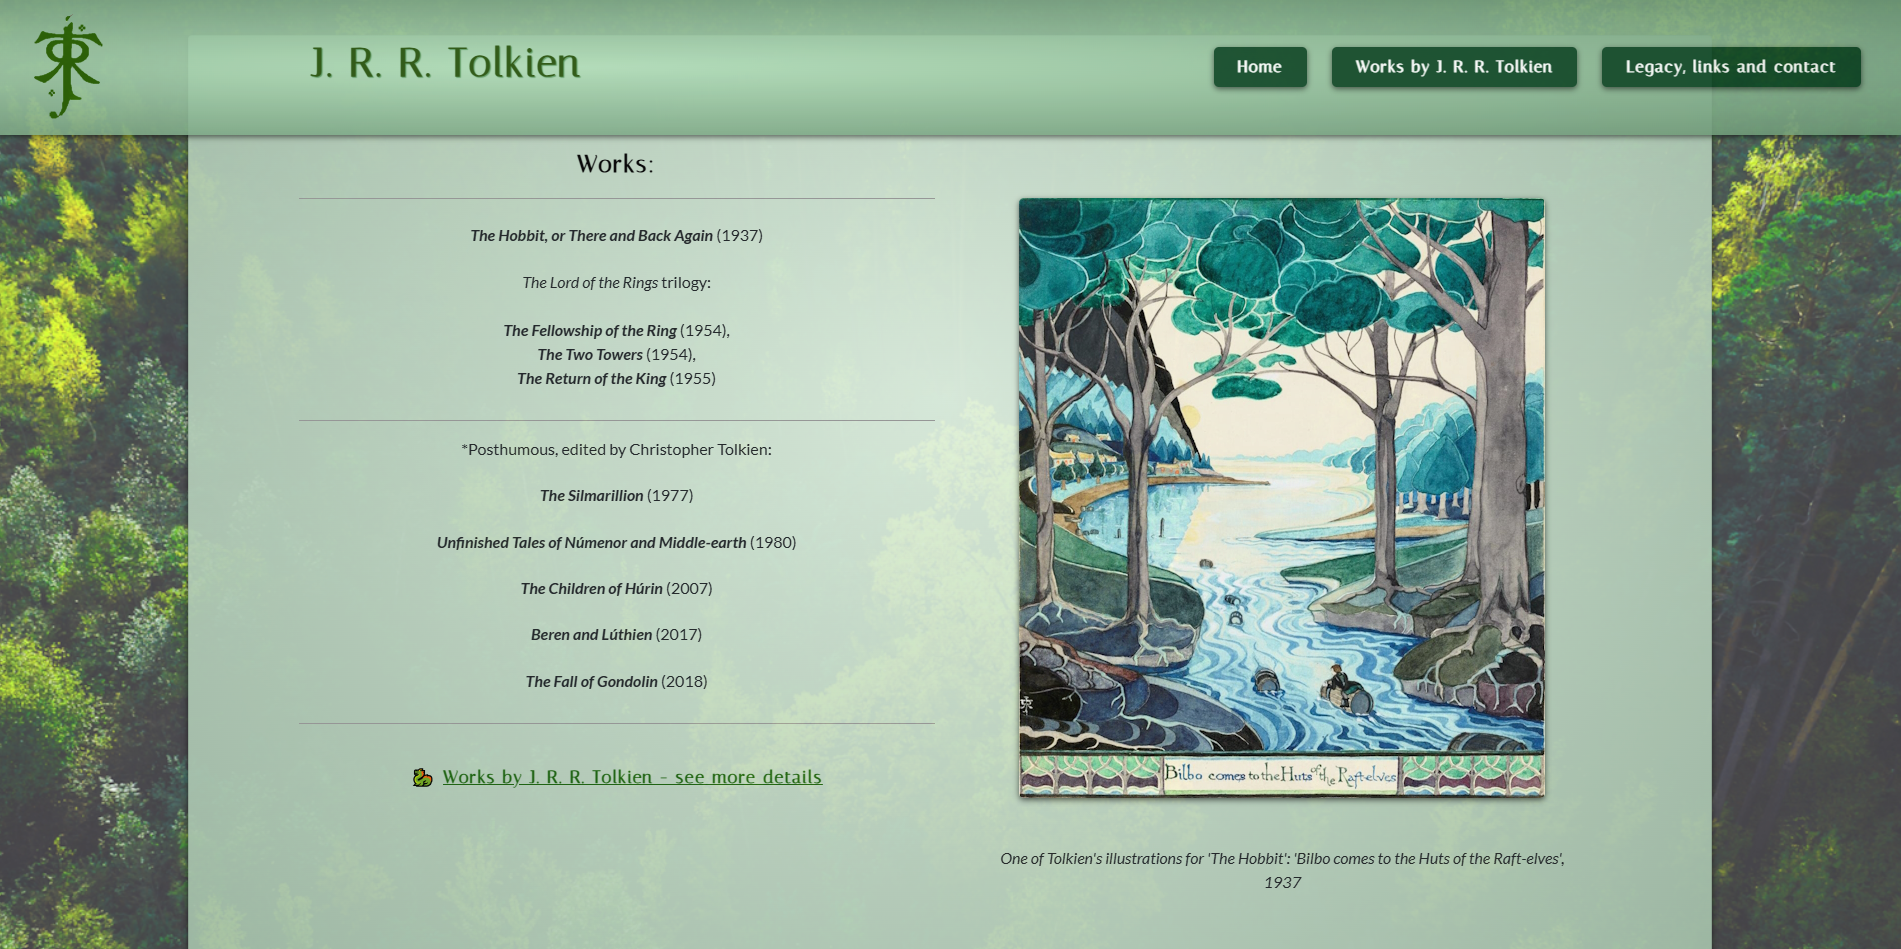 J. R. R. Tolkien
Home
Works by J. R. R. Tolkien
Legacy, links and contact
Works:
The Hobbit, or There and Back Again (1937)
The Lord of the Rings trilogy:
The Fellowship of the Ring (1954),
The Two Towers (1954),
The Return of the King (1955)
*Posthumous, edited by Christopher Tolkien:
The Silmarillion (1977)
Unfinished Tales of Númenor and Middle-earth (1980)
The Children of Húrin (2007)
Beren and Lúthien (2017)
The Fall of Gondolin (2018)
Works by J. R. R. Tolkien - see more details
Bilbo comes to the Huts of the Raft-elves
One of Tolkien's illustrations for 'The Hobbit': 'Bilbo comes to the Huts of the Raft-elves',
1937